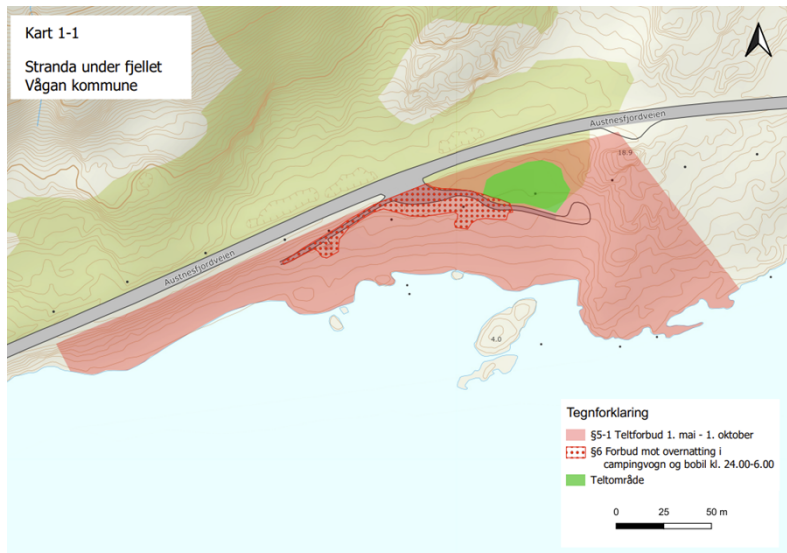 Kart 1-1
Stranda under fjellet
Vågan kommune
Austnesfjordveien
18.9
Austnesfjordveien
4.0
Tegnforklaring
§5-1 Teltforbud 1. mai - 1. oktober
§6 Forbud mot overnatting i
campingvogn og bobil kl. 24.00-6.00
Teltområde
0 25 50 m